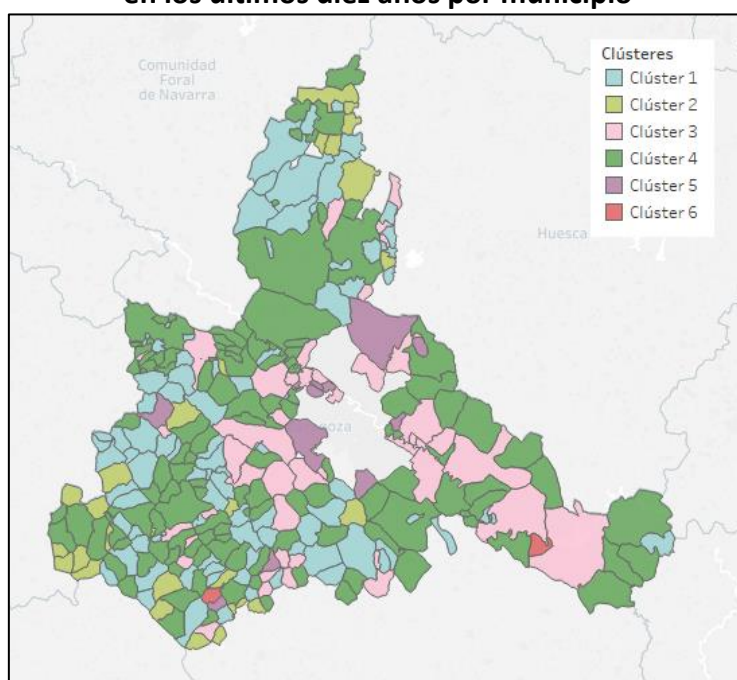 en los últimos diez años por municipio
Comunidad
Foral
de Navarra
Clústeres
Clúster 1
Clúster 2
Clúster 3
Clúster 4
Clúster 5
Clúster 6
Huesca
oza